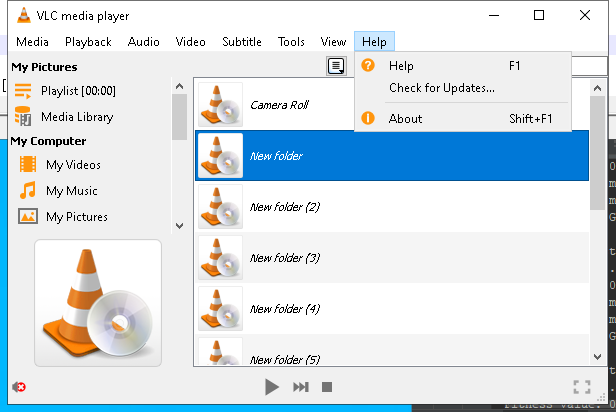 VLC media player
Media Playback Audio Video Subtitle Tools View Help
My Pictures
Playlist [00:00]
Media Library
My Computer
My Videos
My Music
My Pictures
Help F1
Check for Updates...
About Shift+F1
Camera Roll
New folder
New folder (2)
New folder (3)
New folder (4)
New folder (5)